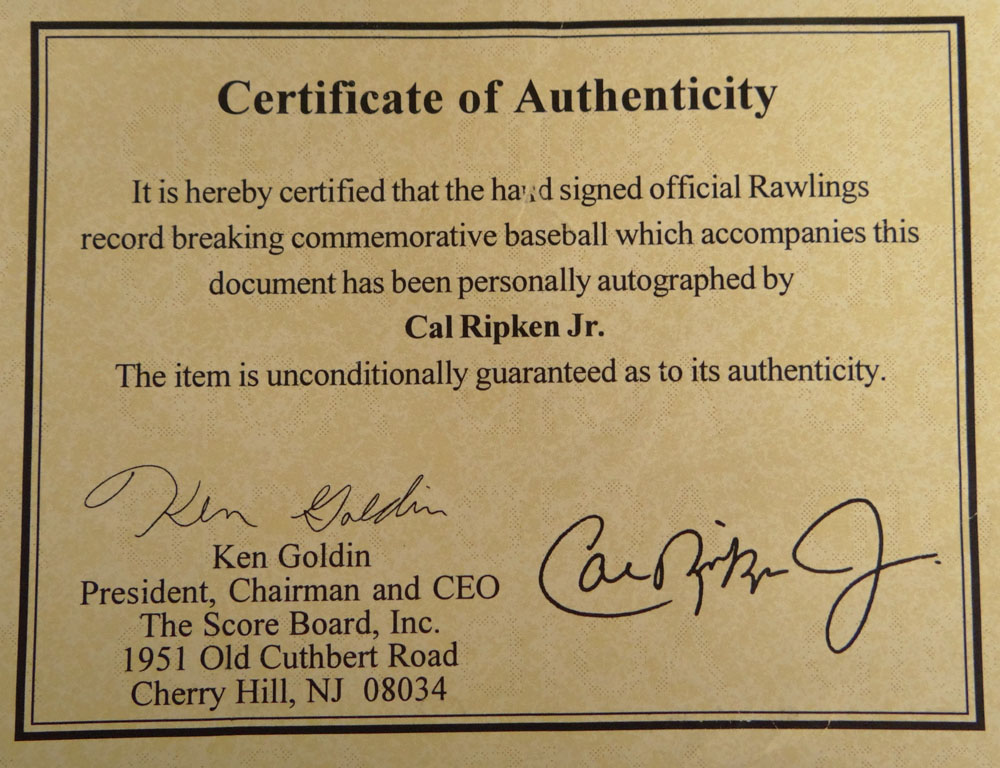 Certificate of Authenticity
It is hereby certified that the hand signed official Rawlings
record breaking commemorative baseball which accompanies this
document has been personally autographed by
Cal Ripken Jr.
The item is unconditionally guaranteed as to its authenticity.
Ken Goldin
Cal Ripken Jr.
Ken Goldin
President, Chairman and CEO
The Score Board, Inc.
1951 Old Cuthbert Road
Cherry Hill, NJ 08034